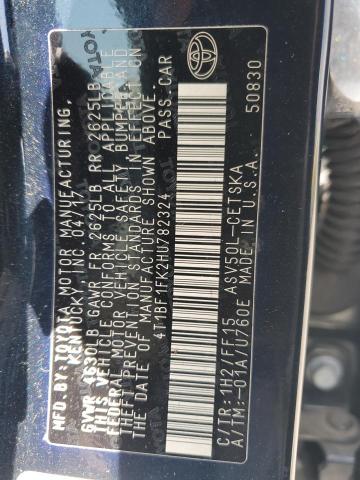 MFD.BY:TOYOTA MOTOR MANUFACTURING,
KENTUCKY, INC. 04/17
GVWR 4630LB GAWR FR 2625LB RR 2625LB
THIS VEHICLE CONFORMS TO ALL APPLICABLE
FEDERAL MOTOR VEHICLE SAFETY, BUMPER, AND
THEFT PREVENTION STANDARDS IN EFFECT ON
THE DATE OF MANUFACTURE SHOWN ABOVE.
4T1BF1FK2HU782324 PASS.CAR
C/TR:1H2/FF15 ASV50L-CETSKA
A/TM:-01A/U760E MADE IN U.S.A.
50830
TOYOTA